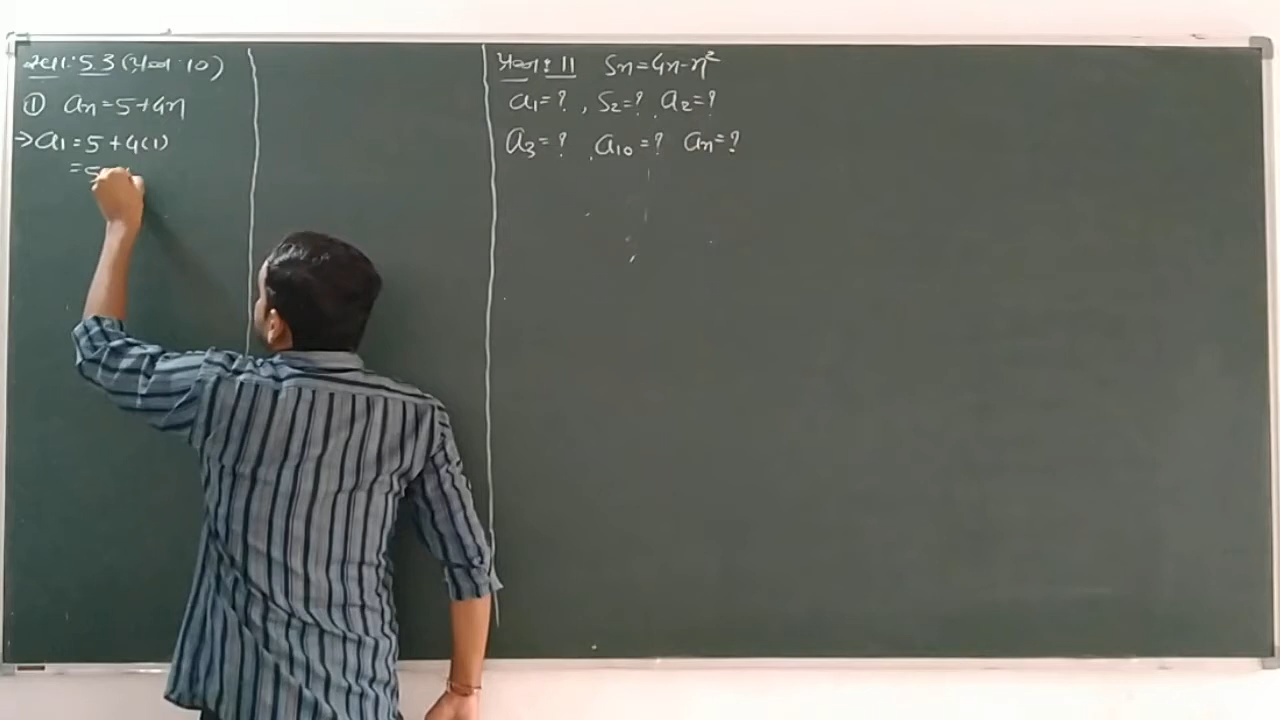 સ્વા. 5.3 (પ્રશ્ન : 10)
① an = 5+4n
→ a1 = 5 + 4(1)
= 5
પ્રશ્ન : 11 Sn = 4n - n²
a1 = ? , S2 = ? a2 = ?
a3 = ? , a10 = ? an = ?